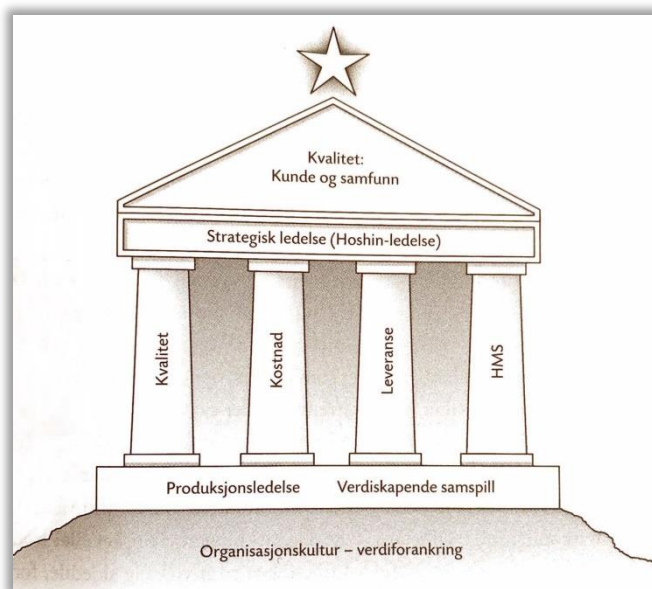 Kvalitet:
Kunde og samfunn
Strategisk ledelse (Hoshin-ledelse)
Kvalitet
Kostnad
Leveranse
HMS
Produksjonsledelse Verdiskapende samspill
Organisasjonskultur – verdiforankring